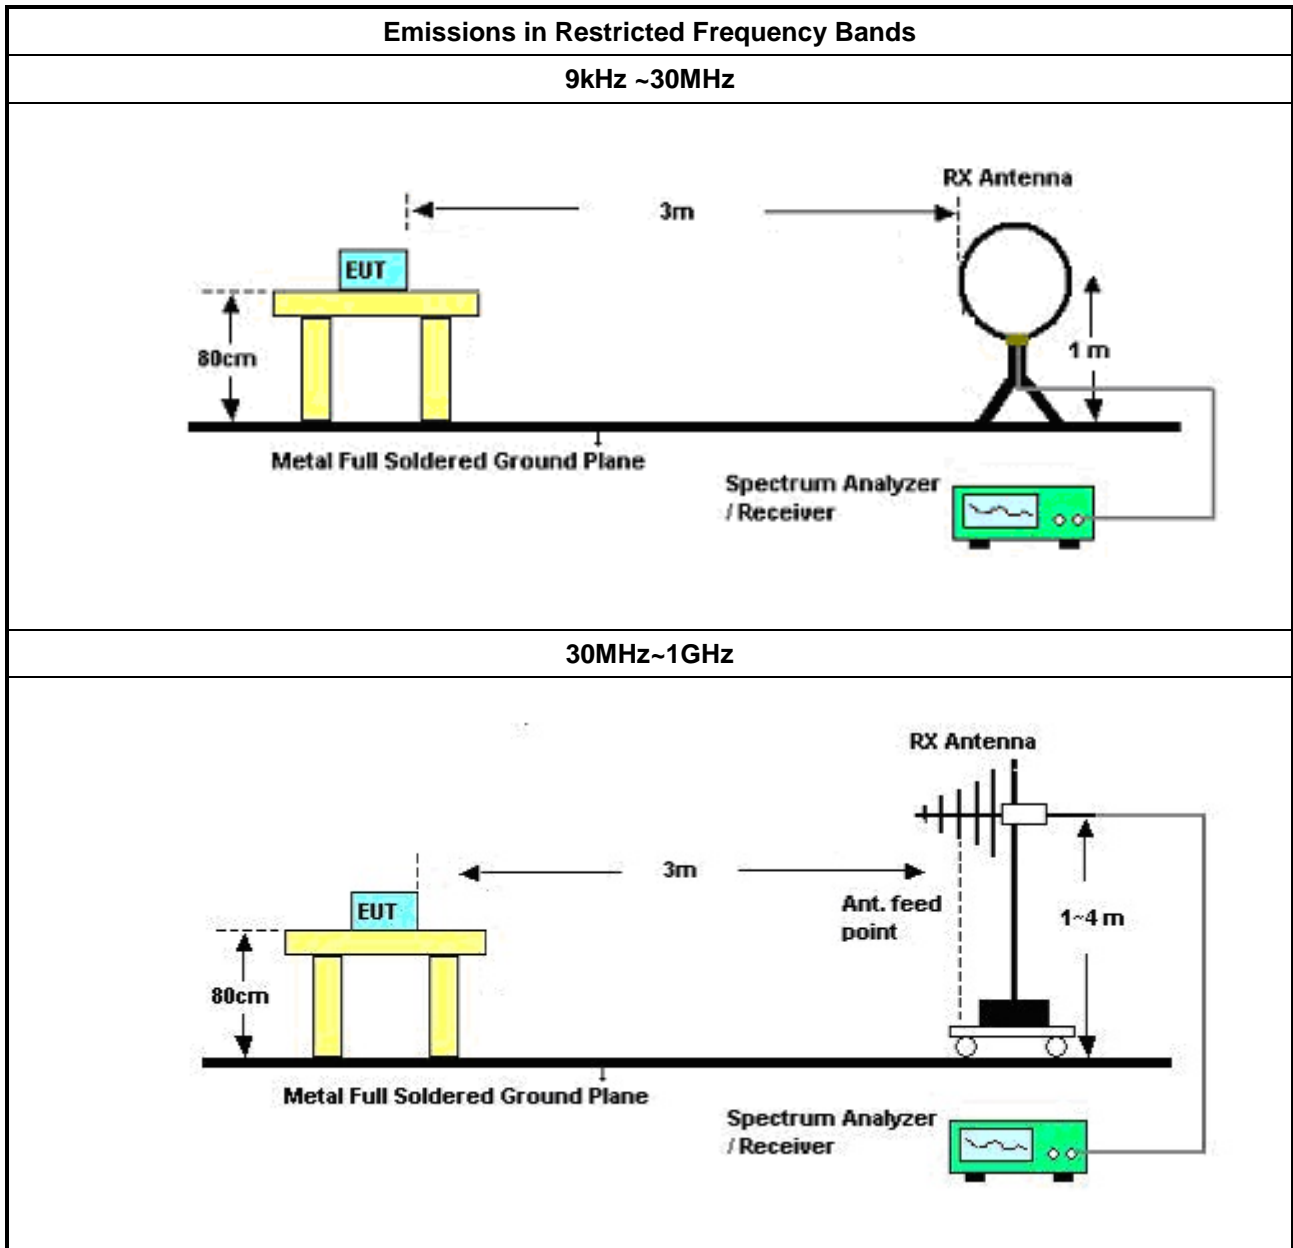 Emissions in Restricted Frequency Bands
9kHz ~30MHz
RX Antenna
3m
EUT
80cm
1 m
Metal Full Soldered Ground Plane
Spectrum Analyzer
/ Receiver
30MHz~1GHz
RX Antenna
3m
Ant. feed
point
EUT
1~4 m
80cm
Metal Full Soldered Ground Plane
Spectrum Analyzer
/ Receiver